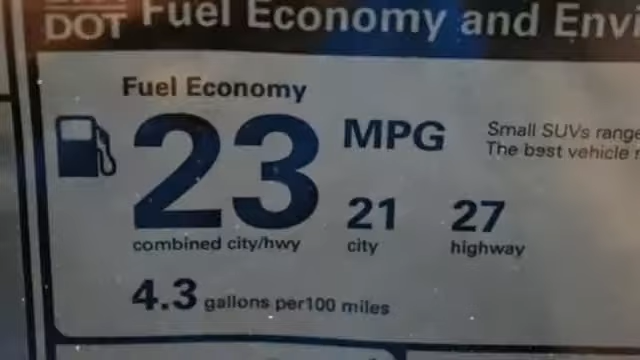 DOT Fuel Economy and
Fuel Economy
23 MPG
Small SUVs range
The best vehicle
21 27
combined city/hwy city highway
4.3 gallons per100 miles